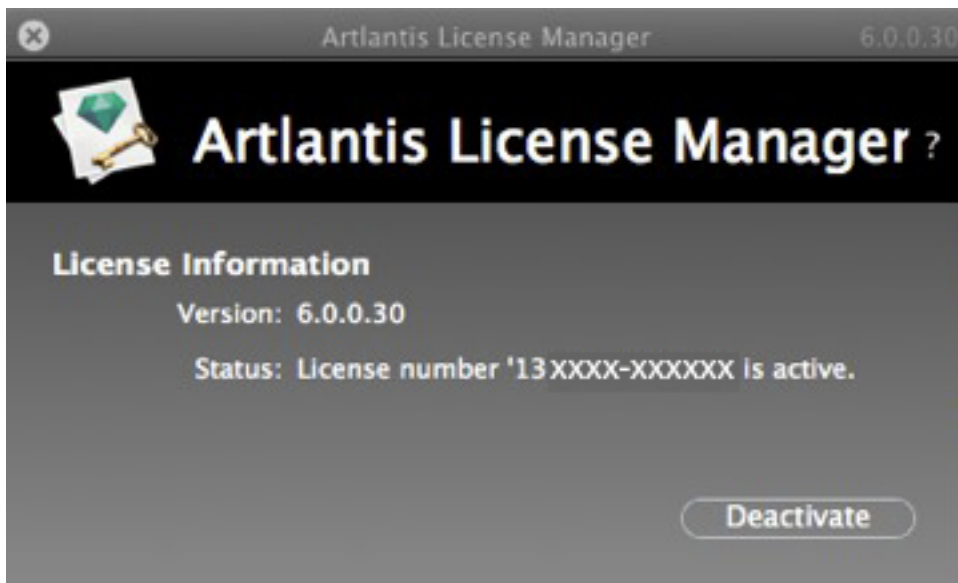 Artlantis License Manager 6.0.0.30
Artlantis License Manager ?
License Information
Version: 6.0.0.30
Status: License number '13XXXX-XXXXXX is active.
Deactivate